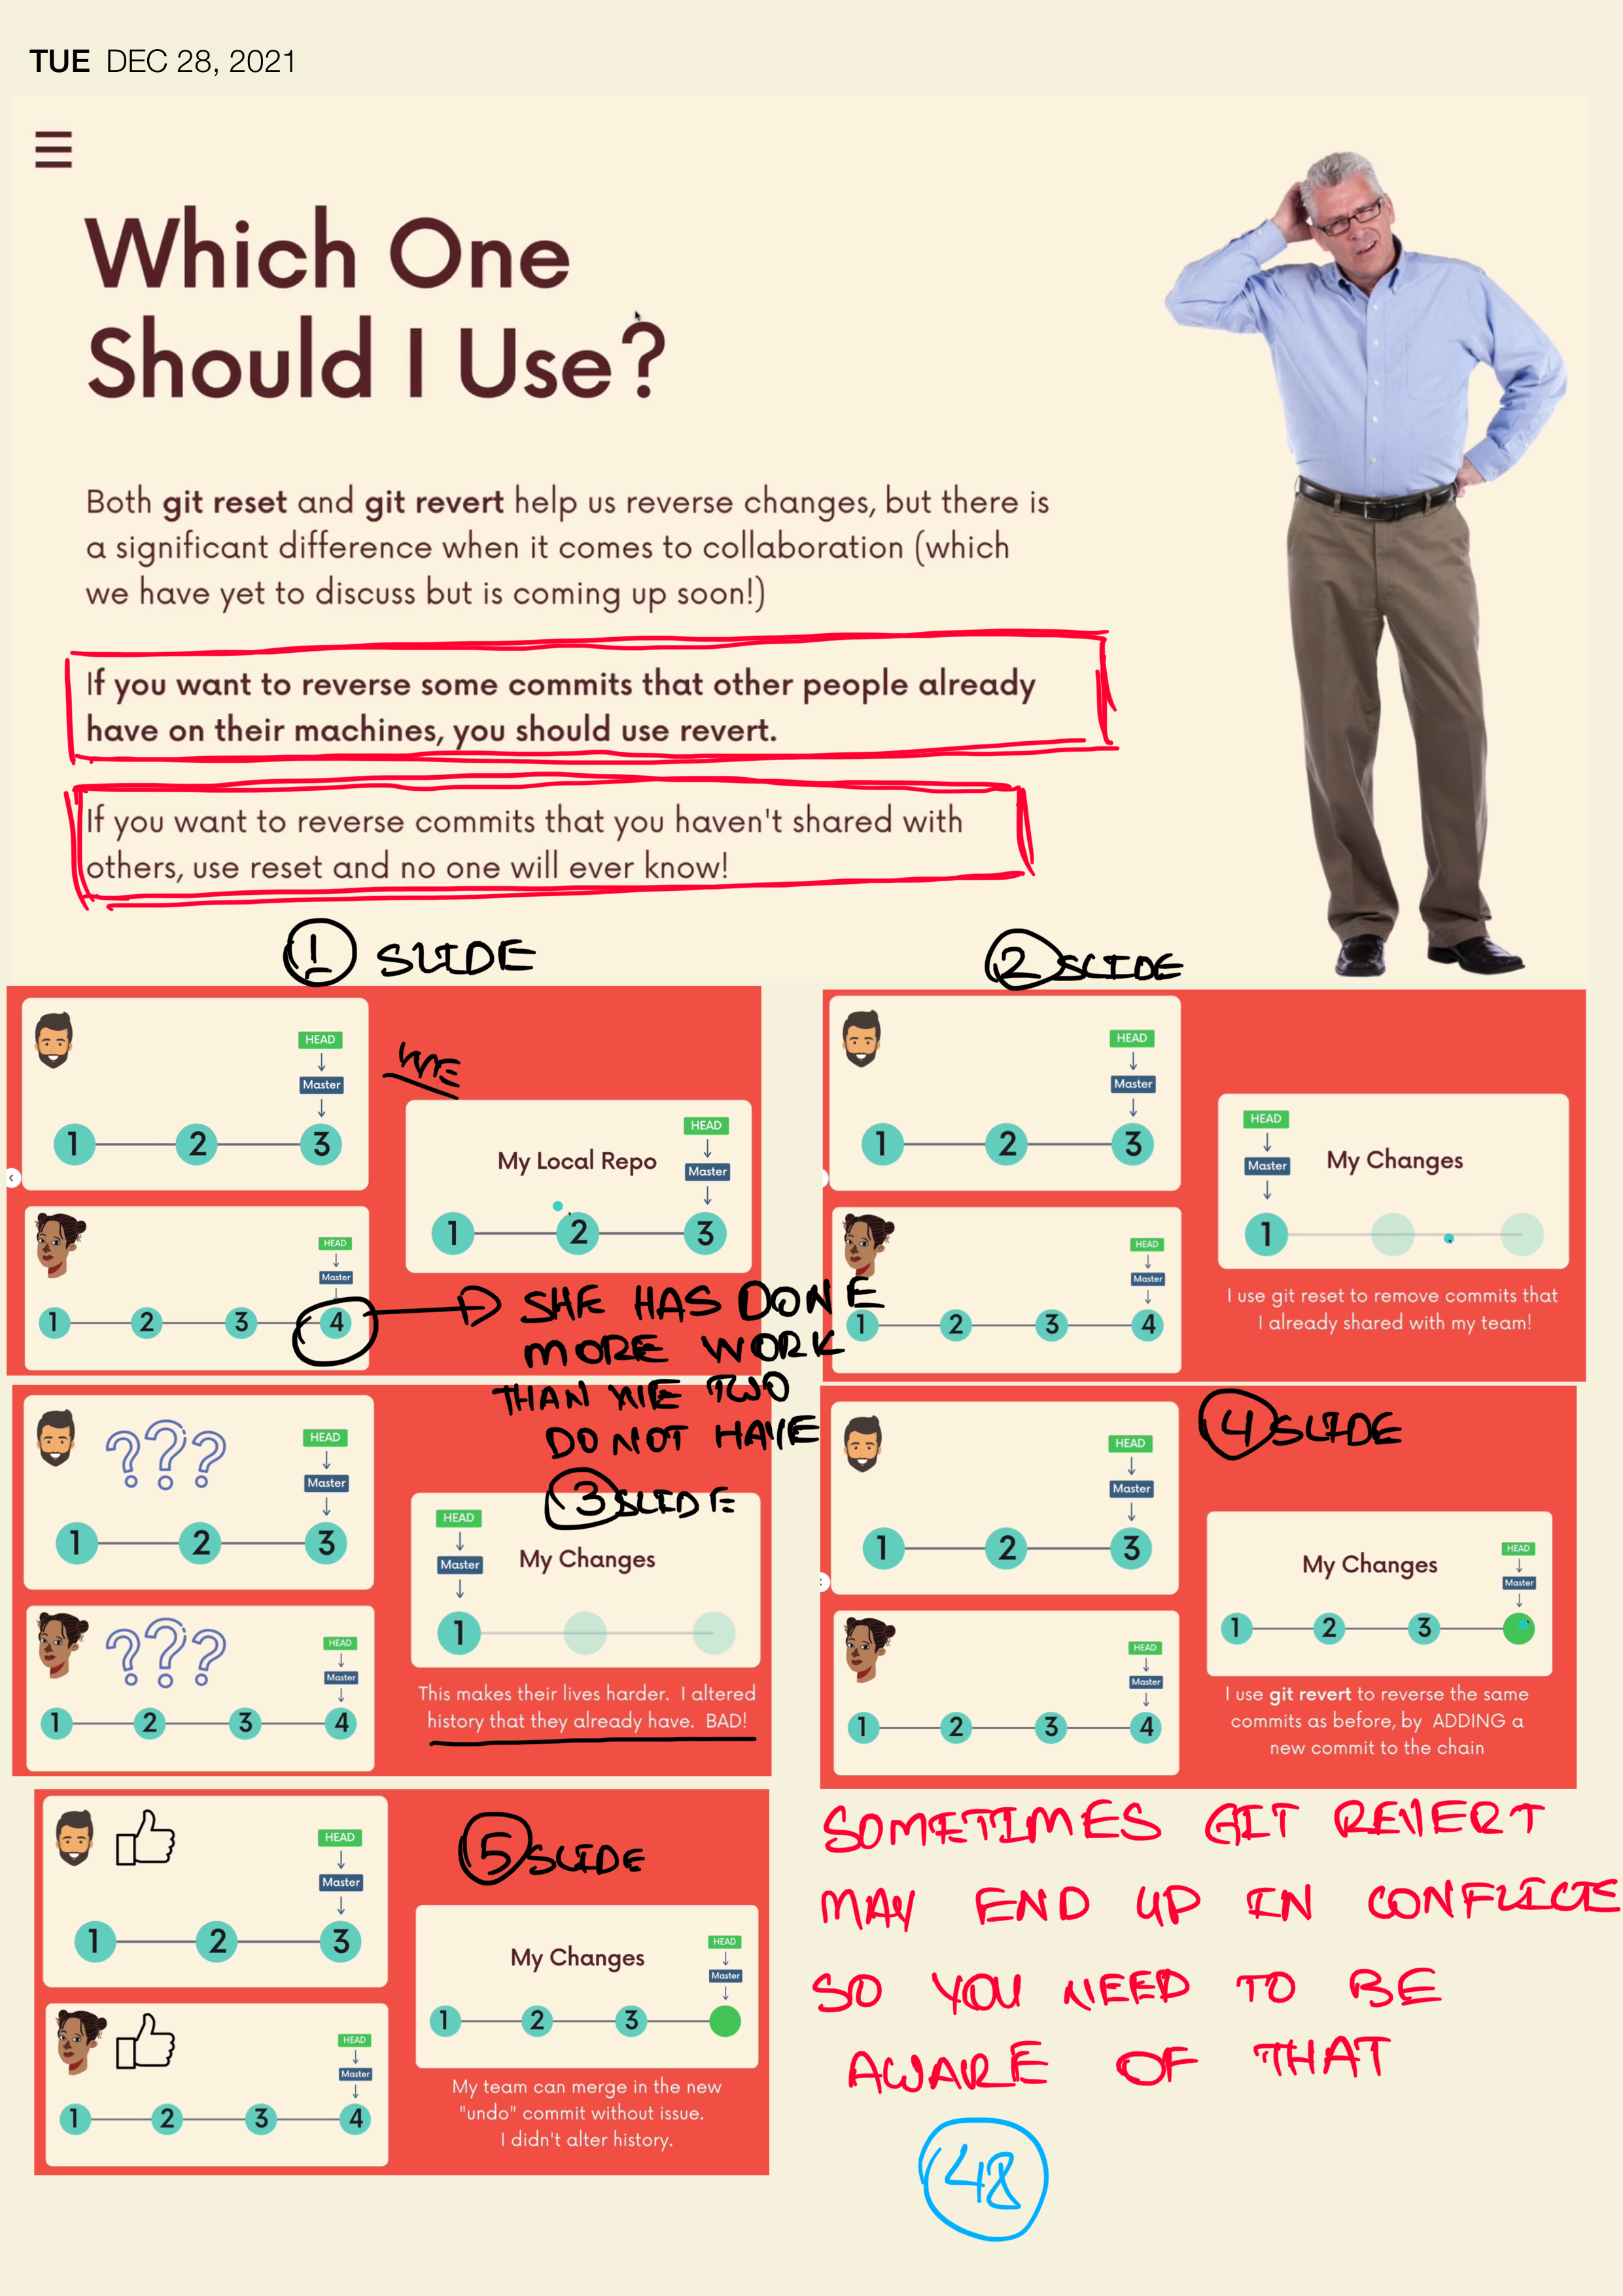 TUE DEC 28, 2021
Which One
Should I Use?
Both git reset and git revert help us reverse changes, but there is
a significant difference when it comes to collaboration (which
we have yet to discuss but is coming up soon!)
If you want to reverse some commits that other people already
have on their machines, you should use revert.
If you want to reverse commits that you haven't shared with
others, use reset and no one will ever know!
1 SLIDE
HEAD
Master
1 2 3
ME
My Local Repo
HEAD
Master
1 2 3
HEAD
Master
1 2 3 4
SHE HAS DONE
MORE WORK
THAN WE TWO
DO NOT HAVE
2 SLIDE
HEAD
Master
1 2 3
HEAD
Master
My Changes
1
I use git reset to remove commits that
I already shared with my team!
HEAD
Master
1 2 3 4
3 SLIDE
???
HEAD
Master
1 2 3
HEAD
Master
My Changes
1
This makes their lives harder. I altered
history that they already have. BAD!
???
HEAD
Master
1 2 3 4
4 SLIDE
HEAD
Master
1 2 3
My Changes
HEAD
Master
1 2 3
I use git revert to reverse the same
commits as before, by ADDING a
new commit to the chain
HEAD
Master
1 2 3 4
5 SLIDE
HEAD
Master
1 2 3
My Changes
HEAD
Master
1 2 3
My team can merge in the new
"undo" commit without issue.
I didn't alter history.
HEAD
Master
1 2 3 4
SOMETIMES GIT REVERT
MAY END UP IN CONFLICTS
SO YOU NEED TO BE
AWARE OF THAT
48